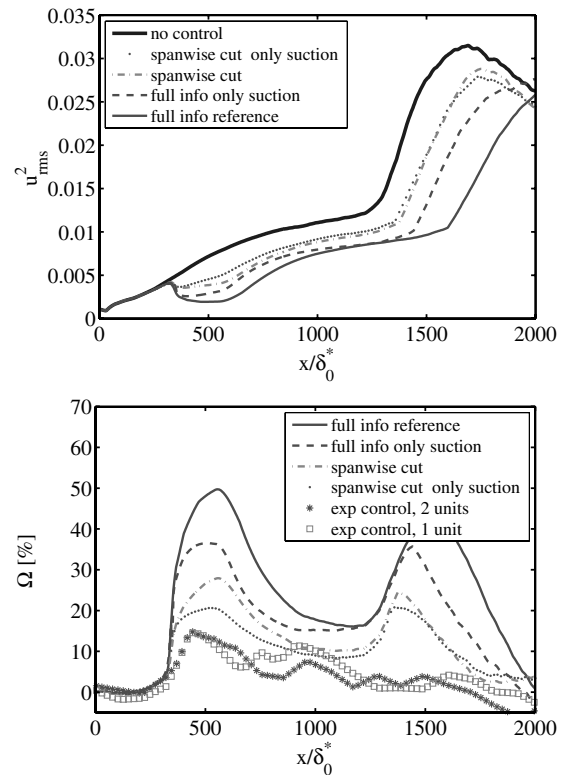 0.035
0.03
0.025
0.02
0.015
0.01
0.005
0
u²rms
no control
spanwise cut only suction
spanwise cut
full info only suction
full info reference
0 500 1000 1500 2000
x/δ₀*
70
60
50
40
30
20
10
0
Ω [%]
full info reference
full info only suction
spanwise cut
spanwise cut only suction
exp control, 2 units
exp control, 1 unit
0 500 1000 1500 2000
x/δ₀*